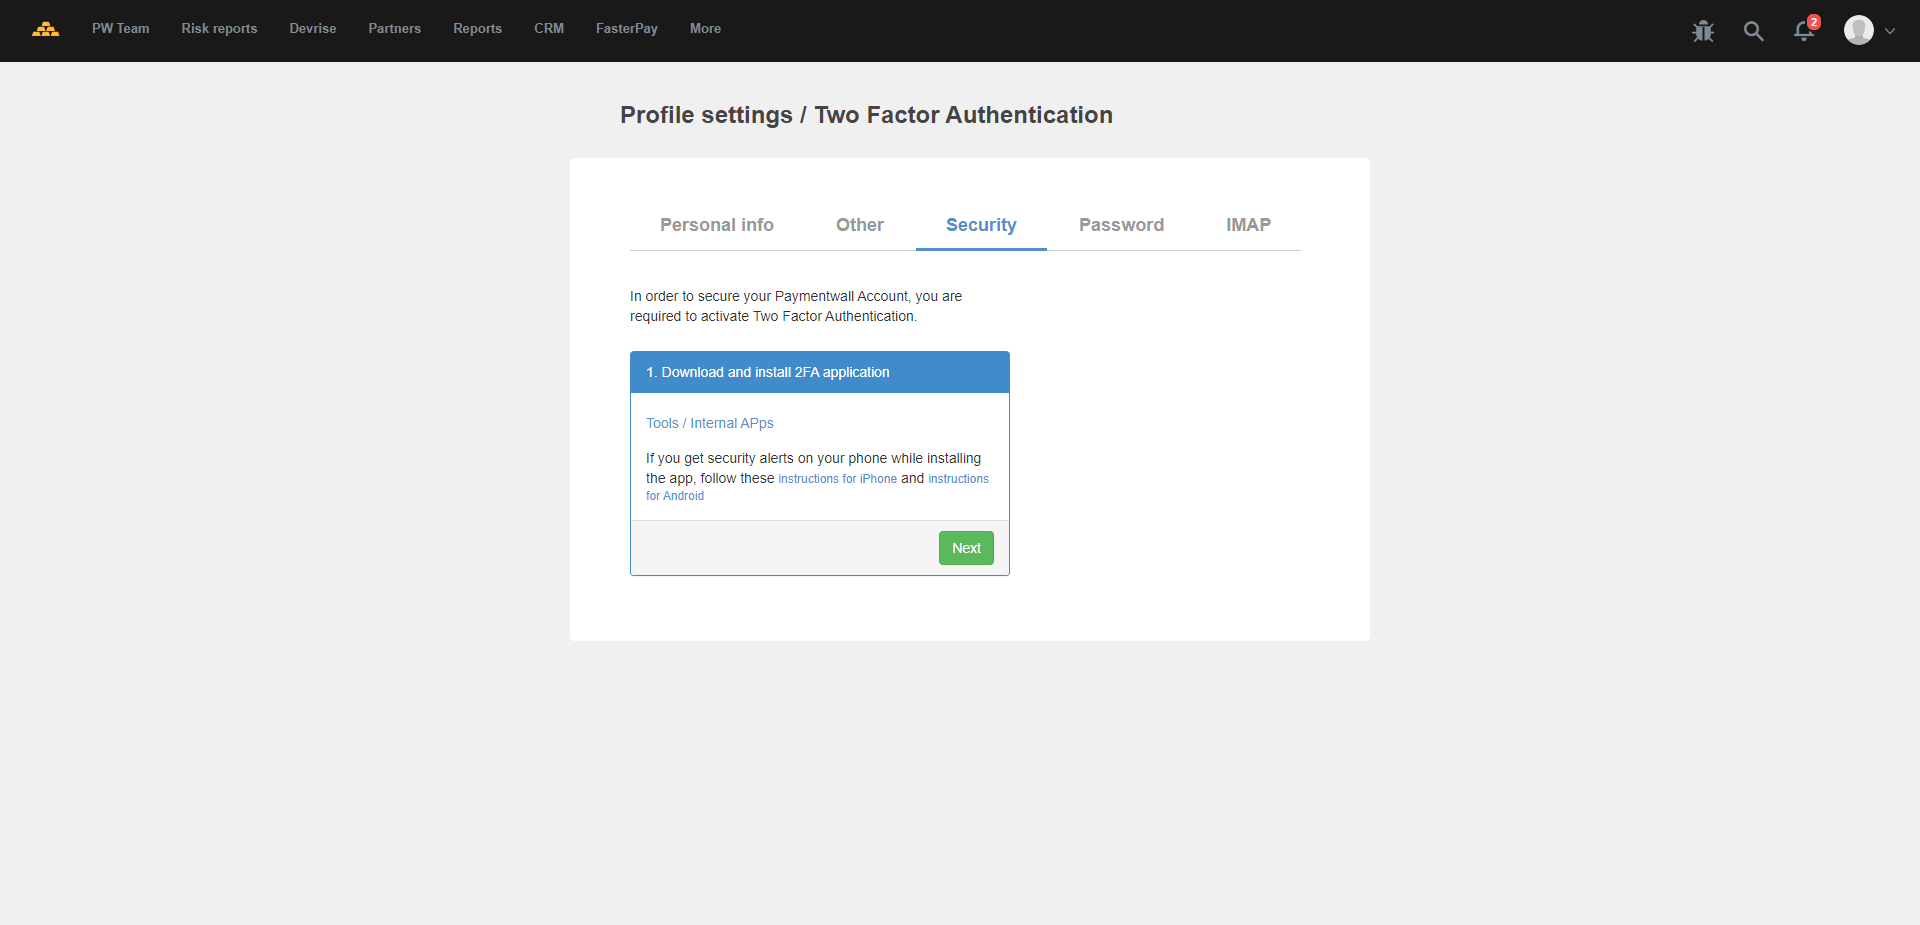 PW Team Risk reports Devrise Partners Reports CRM FasterPay More 2
Profile settings / Two Factor Authentication
Personal info Other Security Password IMAP
In order to secure your Paymentwall Account, you are
required to activate Two Factor Authentication.
1. Download and install 2FA application
Tools / Internal APps
If you get security alerts on your phone while installing
the app, follow these instructions for iPhone and instructions
for Android
Next